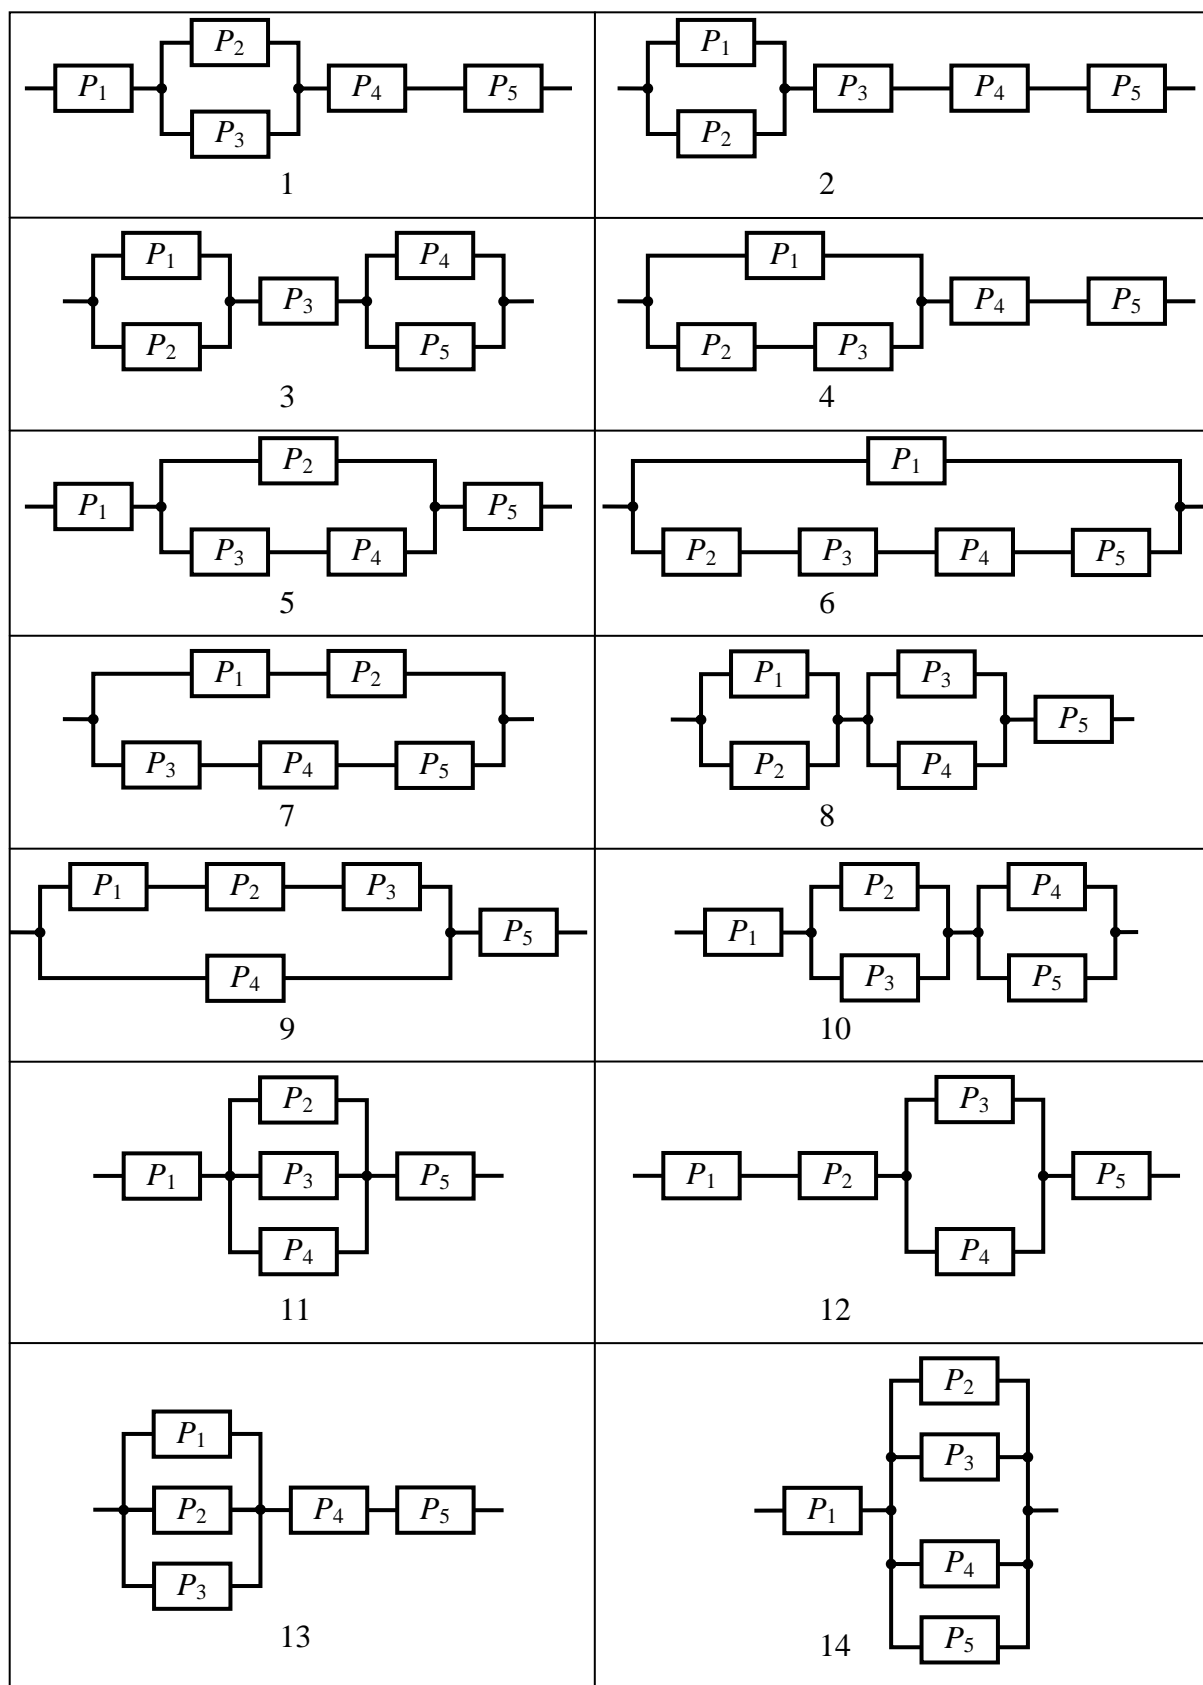 P₂
P₁ P₄ P₅
P₃
1
P₁
P₃ P₄ P₅
P₂
2
P₁ P₄
P₃
P₂ P₅
3
P₁
P₄ P₅
P₂ P₃
4
P₂
P₁ P₅
P₃ P₄
5
P₁
P₂ P₃ P₄ P₅
6
P₁ P₂
P₃ P₄ P₅
7
P₁ P₃
P₅
P₂ P₄
8
P₁ P₂ P₃
P₅
P₄
9
P₂ P₄
P₁
P₃ P₅
10
P₂
P₁ P₃ P₅
P₄
11
P₃
P₁ P₂ P₅
P₄
12
P₁
P₂ P₄ P₅
P₃
13
P₂
P₃
P₁
P₄
P₅
14